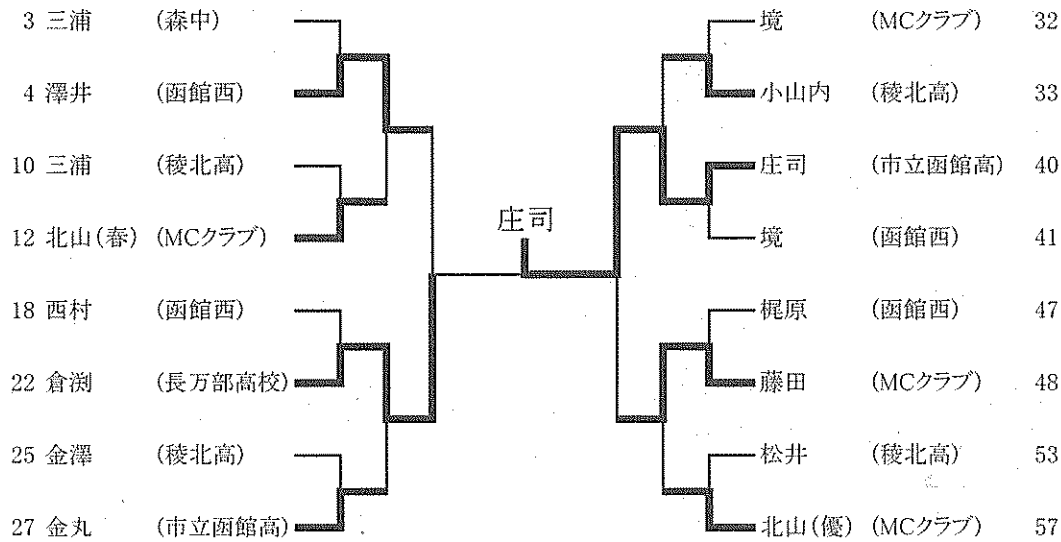 3 三浦 (森中)
4 澤井 (函館西)
10 三浦 (稜北高)
12 北山(春) (MCクラブ)
18 西村 (函館西)
22 倉渕 (長万部高校)
25 金澤 (稜北高)
27 金丸 (市立函館高)
庄司
境 (MCクラブ) 32
小山内 (稜北高) 33
庄司 (市立函館高) 40
境 (函館西) 41
梶原 (函館西) 47
藤田 (MCクラブ) 48
松井 (稜北高) 53
北山(優) (MCクラブ) 57